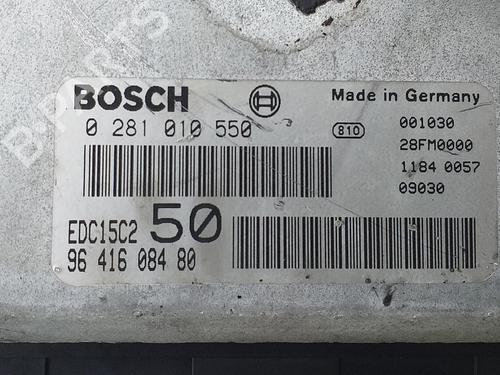 BOSCH
Made in Germany
0 281 010 550
810
001030
28FM0000
1184 0057
09030
EDC15C2 50
96 416 084 80
B-PARTS